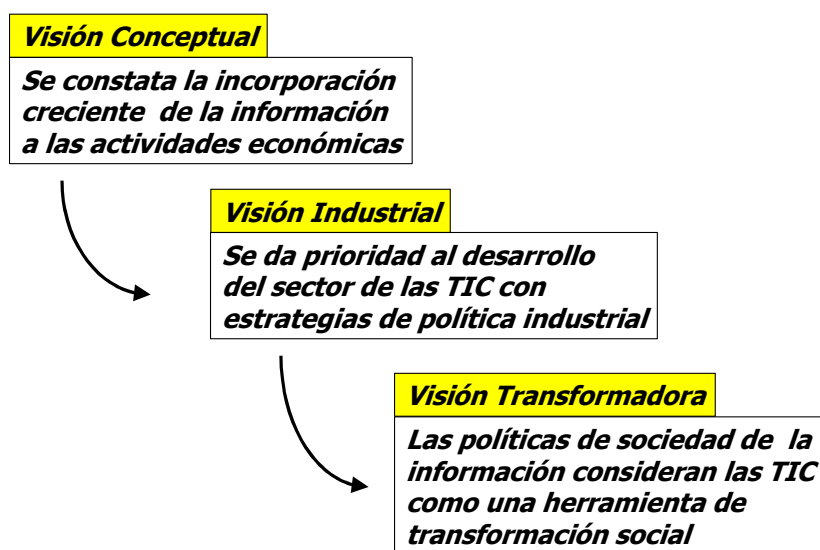 Visión Conceptual
Se constata la incorporación
creciente de la información
a las actividades económicas
Visión Industrial
Se da prioridad al desarrollo
del sector de las TIC con
estrategias de política industrial
Visión Transformadora
Las políticas de sociedad de la
información consideran las TIC
como una herramienta de
transformación social